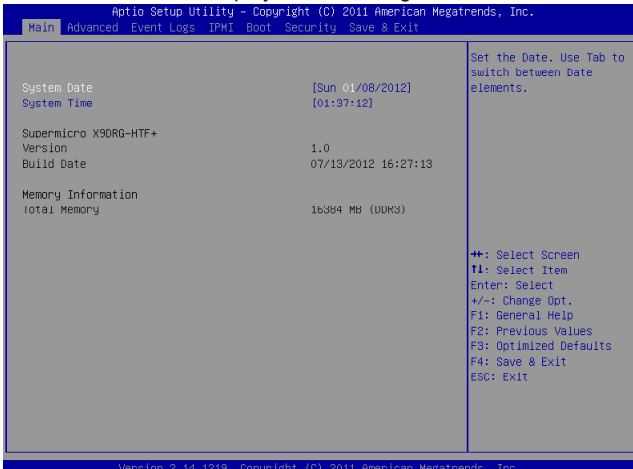 Aptio Setup Utility - Copyright (C) 2011 American Megatrends, Inc.
Main Advanced Event Logs IPMI Boot Security Save & Exit
System Date [Sun 01/08/2012]
System Time [01:37:12]
Supermicro X9DRG-HTF+
Version 1.0
Build Date 07/13/2012 16:27:13
Memory Information
Total Memory 16384 MB (DDR3)
Set the Date. Use Tab to
switch between Date
elements.
→←: Select Screen
↑↓: Select Item
Enter: Select
+/-: Change Opt.
F1: General Help
F2: Previous Values
F3: Optimized Defaults
F4: Save & Exit
ESC: Exit
Version 2.14.1219. Copyright (C) 2011 American Megatrends, Inc.